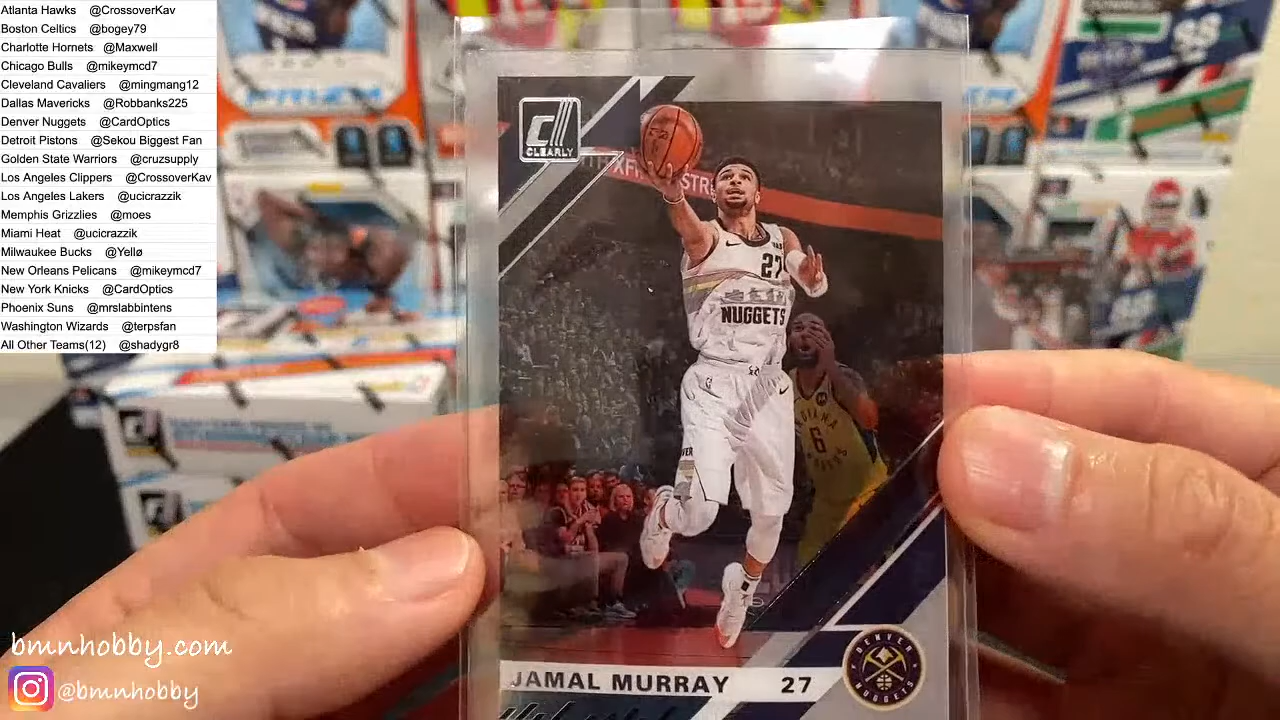 Atlanta Hawks @CrossoverKav
Boston Celtics @bogey79
Charlotte Hornets @Maxwell
Chicago Bulls @mikeymcd7
Cleveland Cavaliers @mingmang12
Dallas Mavericks @Robbanks225
Denver Nuggets @CardOptics
Detroit Pistons @Sekou Biggest Fan
Golden State Warriors @cruzsupply
Los Angeles Clippers @CrossoverKav
Los Angeles Lakers @ucicrazzik
Memphis Grizzlies @moes
Miami Heat @ucicrazzik
Milwaukee Bucks @Yellø
New Orleans Pelicans @mikeymcd7
New York Knicks @CardOptics
Phoenix Suns @mrslabbintens
Washington Wizards @terpsfan
All Other Teams(12) @shadygr8
PRIZM
CLEARLY
27
NUGGETS
INDIANA
6
JAMAL MURRAY 27
DENVER
NUGGETS
bmnhobby.com
@bmnhobby